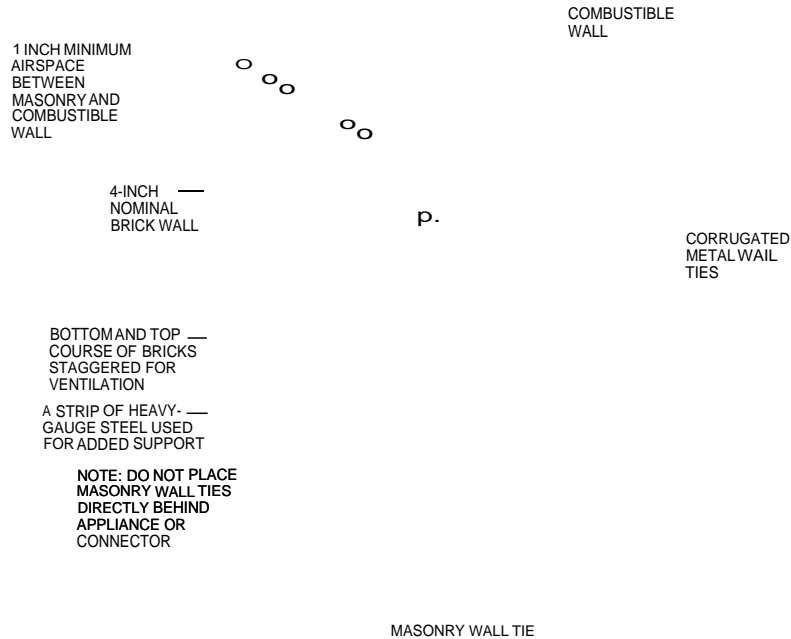 COMBUSTIBLE
WALL
1 INCH MINIMUM
AIRSPACE
BETWEEN
MASONRY AND
COMBUSTIBLE
WALL
o
o
o
o
o
4-INCH
NOMINAL
BRICK WALL
p.
CORRUGATED
METAL WAIL
TIES
BOTTOM AND TOP
COURSE OF BRICKS
STAGGERED FOR
VENTILATION
A STRIP OF HEAVY-
GAUGE STEEL USED
FOR ADDED SUPPORT
NOTE: DO NOT PLACE
MASONRY WALL TIES
DIRECTLY BEHIND
APPLIANCE OR
CONNECTOR
MASONRY WALL TIE